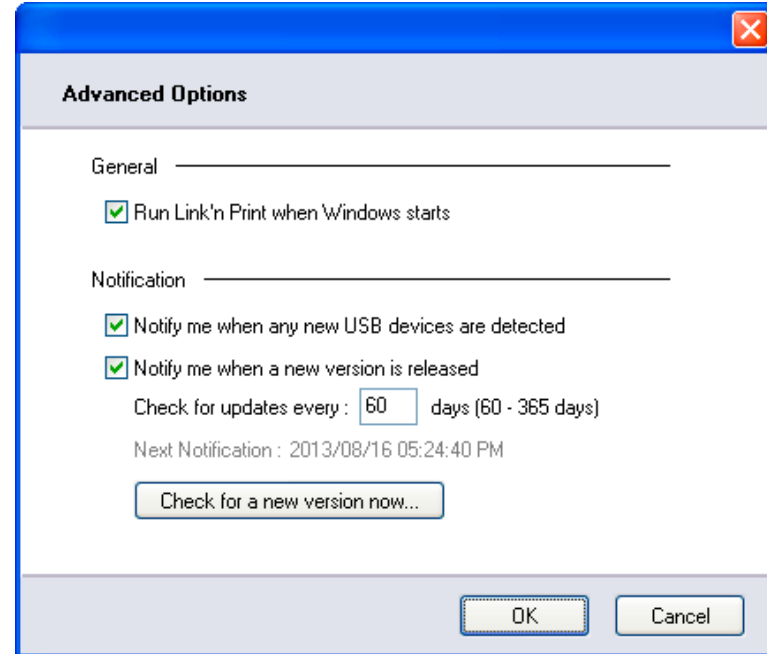 Advanced Options
General
Run Link'n Print when Windows starts
Notification
Notify me when any new USB devices are detected
Notify me when a new version is released
Check for updates every : 60 days (60 - 365 days)
Next Notification : 2013/08/16 05:24:40 PM
Check for a new version now...
OK Cancel